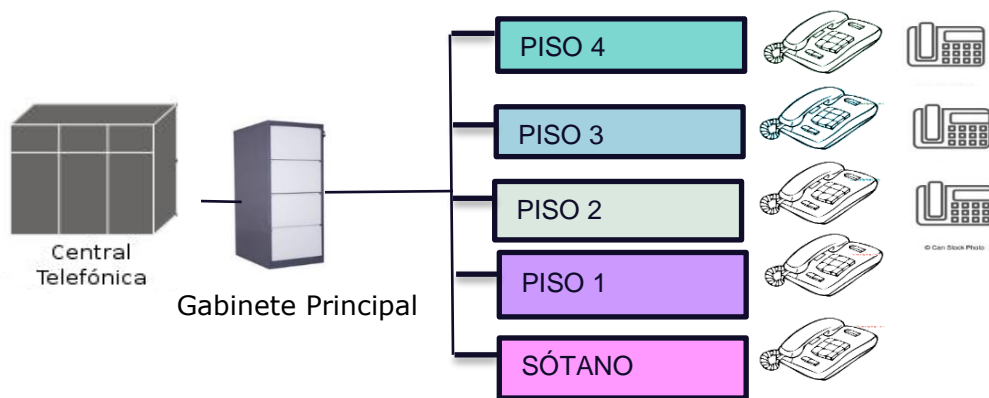 PISO 4
PISO 3
PISO 2
© Can Stock Photo
Central
Telefónica
PISO 1
Gabinete Principal
SÓTANO